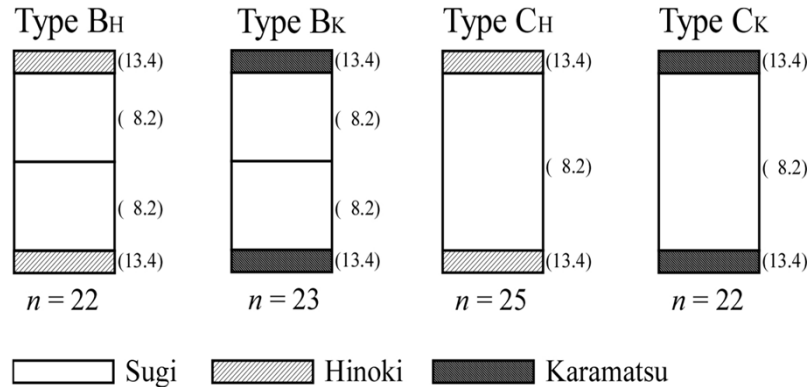 Type BH Type BK Type CH Type CK
(13.4) (13.4) (13.4) (13.4)
( 8.2) ( 8.2)
( 8.2) ( 8.2)
( 8.2) ( 8.2)
(13.4) (13.4) (13.4) (13.4)
n = 22 n = 23 n = 25 n = 22
Sugi Hinoki Karamatsu